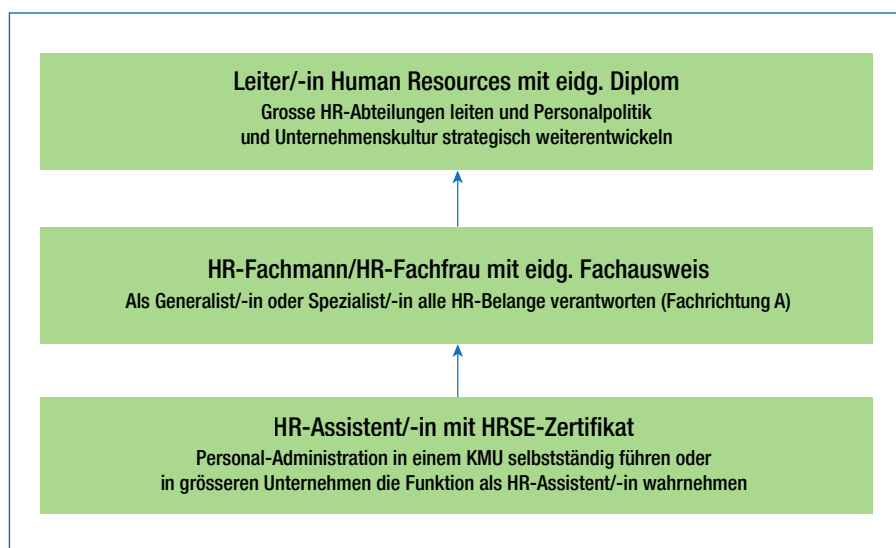 Leiter/-in Human Resources mit eidg. Diplom
Grosse HR-Abteilungen leiten und Personalpolitik
und Unternehmenskultur strategisch weiterentwickeln
HR-Fachmann/HR-Fachfrau mit eidg. Fachausweis
Als Generalist/-in oder Spezialist/-in alle HR-Belange verantworten (Fachrichtung A)
HR-Assistent/-in mit HRSE-Zertifikat
Personal-Administration in einem KMU selbstständig führen oder
in grösseren Unternehmen die Funktion als HR-Assistent/-in wahrnehmen